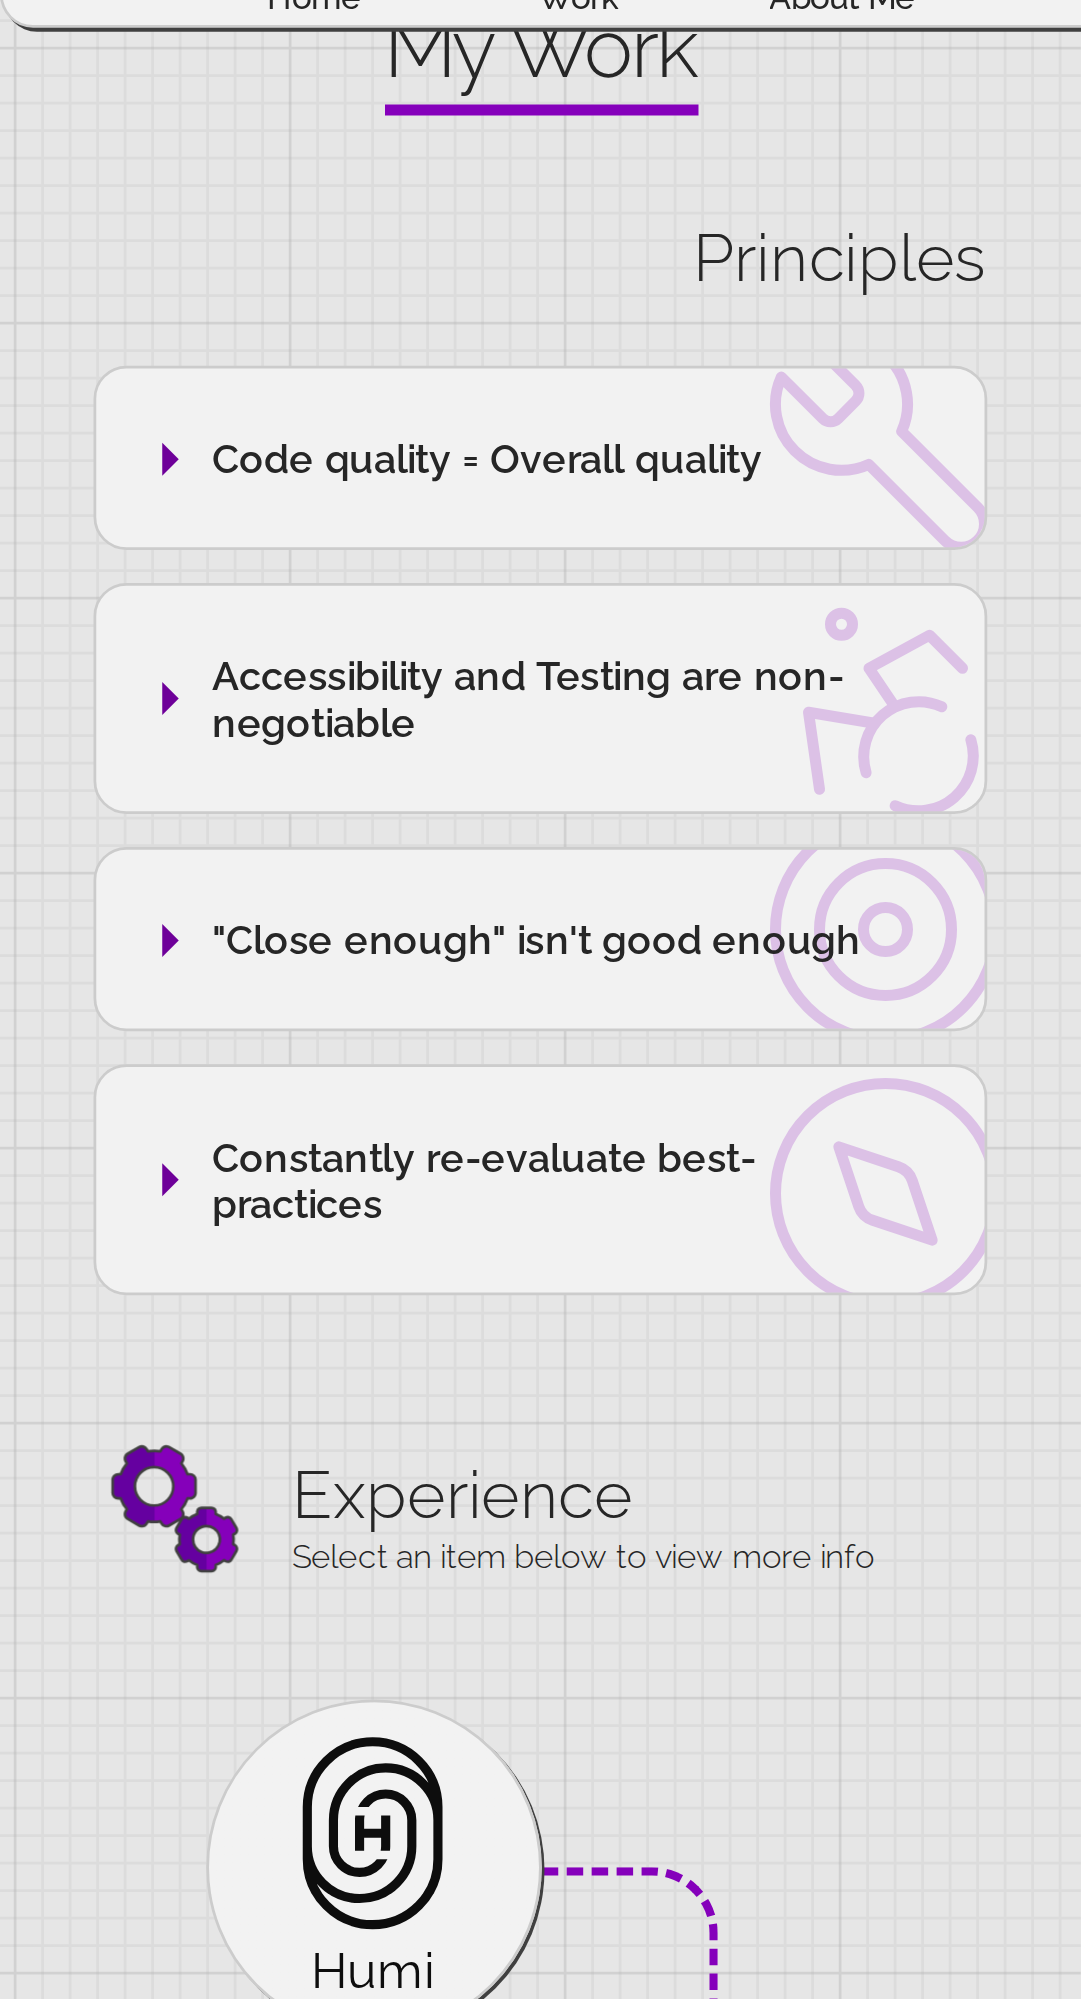 Home Work About Me
My Work
Principles
Code quality = Overall quality
Accessibility and Testing are non-
negotiable
"Close enough" isn't good enough
Constantly re-evaluate best-
practices
Experience
Select an item below to view more info
H
Humi